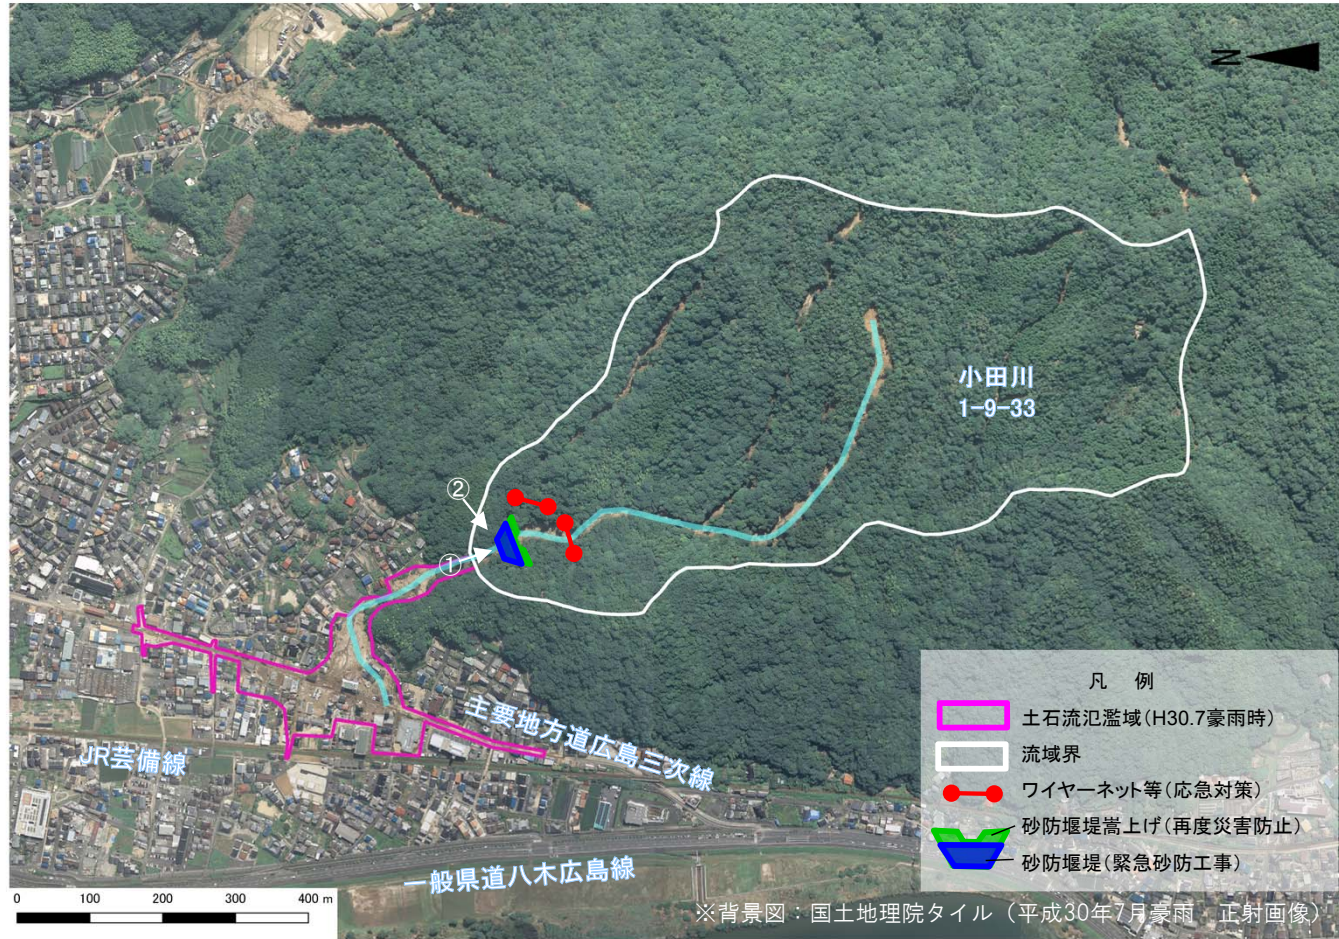 N
小田川
1-9-33
②
①
主要地方道広島三次線
JR芸備線
一般県道八木広島線
凡 例
土石流氾濫域(H30.7豪雨時)
流域界
ワイヤーネット等(応急対策)
砂防堰堤嵩上げ(再度災害防止)
砂防堰堤(緊急砂防工事)
0 100 200 300 400 m
※背景図:国土地理院タイル(平成30年7月豪雨 正射画像)